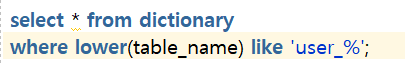 select * from dictionary
where lower(table_name) like 'user_%';